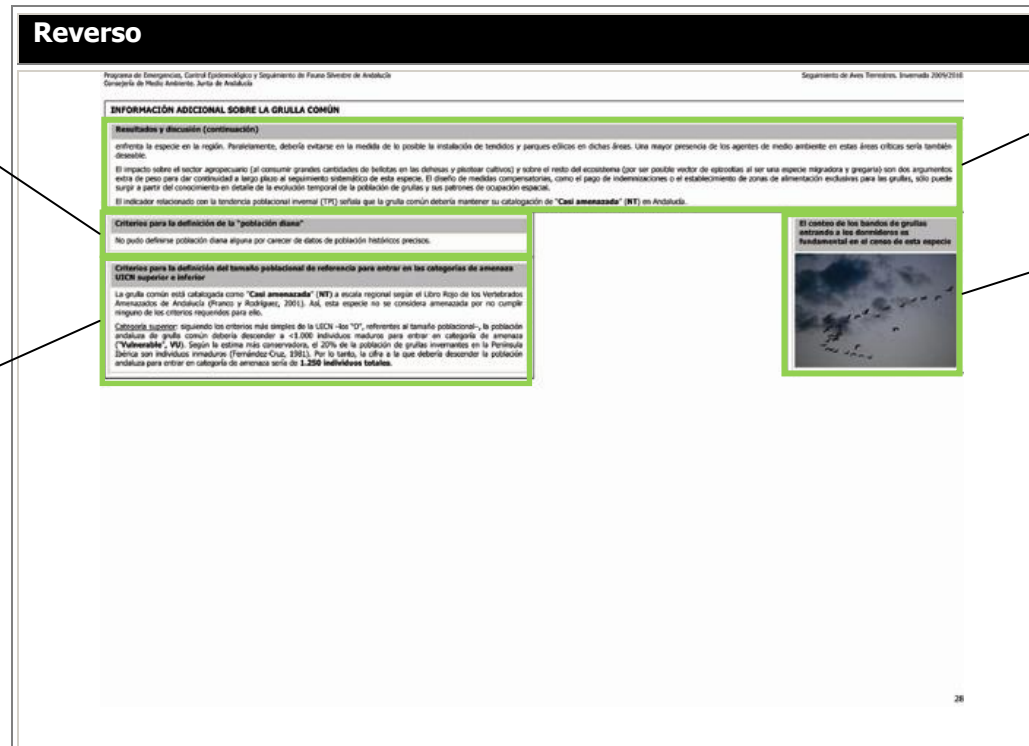 Reverso
Programa de Emergencias, Control Epidemiológico y Seguimiento de Fauna Silvestre de Andalucía
Consejería de Medio Ambiente. Junta de Andalucía
Seguimiento de Aves Terrestres. Invernada 2009/2010
INFORMACIÓN ADICIONAL SOBRE LA GRULLA COMÚN
Resultados y discusión (continuación)
enfrenta la especie en la región. Paralelamente, debería evitarse en la medida de lo posible la instalación de tendidos y parques eólicos en dichas áreas. Una mayor presencia de los agentes de medio ambiente en estas áreas críticas sería también
deseable.
El impacto sobre el sector agropecuario (al consumir grandes cantidades de bellotas en las dehesas y pisotear cultivos) y sobre el resto del ecosistema (por ser posible vector de epizootias al ser una especie migradora y gregaria) son dos argumentos
extra de peso para dar continuidad a largo plazo al seguimiento sistemático de esta especie. El diseño de medidas compensatorias, como el pago de indemnizaciones o el establecimiento de zonas de alimentación exclusivas para las grullas, sólo puede
surgir a partir del conocimiento en detalle de la evolución temporal de la población de grullas y sus patrones de ocupación espacial.
El indicador relacionado con la tendencia poblacional invernal (TPI) señala que la grulla común debería mantener su catalogación de "Casi amenazada" (NT) en Andalucía.
Criterios para la definición de la "población diana"
No pudo definirse población diana alguna por carecer de datos de población históricos precisos.
Criterios para la definición del tamaño poblacional de referencia para entrar en las categorías de amenaza
UICN superior e inferior
La grulla común está catalogada como "Casi amenazada" (NT) a escala regional según el Libro Rojo de los Vertebrados
Amenazados de Andalucía (Franco y Rodríguez, 2001). Así, esta especie no se considera amenazada por no cumplir
ninguno de los criterios requeridos para ello.
Categoría superior: siguiendo los criterios más simples de la UICN –los "D", referentes al tamaño poblacional–, la población
andaluza de grulla común debería descender a <1.000 individuos maduros para entrar en categoría de amenaza
("Vulnerable", VU). Según la estima más conservadora, el 20% de la población de grullas invernantes en la Península
Ibérica son individuos inmaduros (Fernández-Cruz, 1981). Por lo tanto, la cifra a la que debería descender la población
andaluza para entrar en categoría de amenaza sería de 1.250 individuos totales.
El conteo de los bandos de grullas
entrando a los dormideros es
fundamental en el censo de esta especie
28